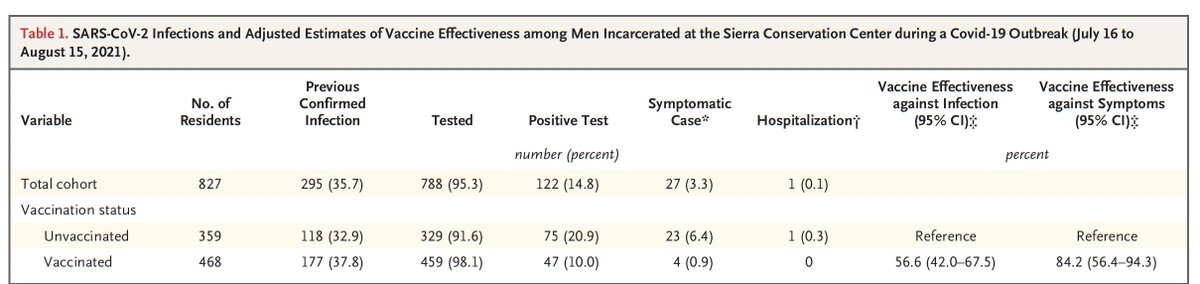 Table 1. SARS-CoV-2 Infections and Adjusted Estimates of Vaccine Effectiveness among Men Incarcerated at the Sierra Conservation Center during a Covid-19 Outbreak (July 16 to
August 15, 2021).
Variable No. of Residents Previous Confirmed Infection Tested Positive Test Symptomatic Case* Hospitalization† Vaccine Effectiveness against Infection (95% CI)‡ Vaccine Effectiveness against Symptoms (95% CI)‡
number (percent) percent
Total cohort 827 295 (35.7) 788 (95.3) 122 (14.8) 27 (3.3) 1 (0.1)
Vaccination status
Unvaccinated 359 118 (32.9) 329 (91.6) 75 (20.9) 23 (6.4) 1 (0.3) Reference Reference
Vaccinated 468 177 (37.8) 459 (98.1) 47 (10.0) 4 (0.9) 0 56.6 (42.0–67.5) 84.2 (56.4–94.3)